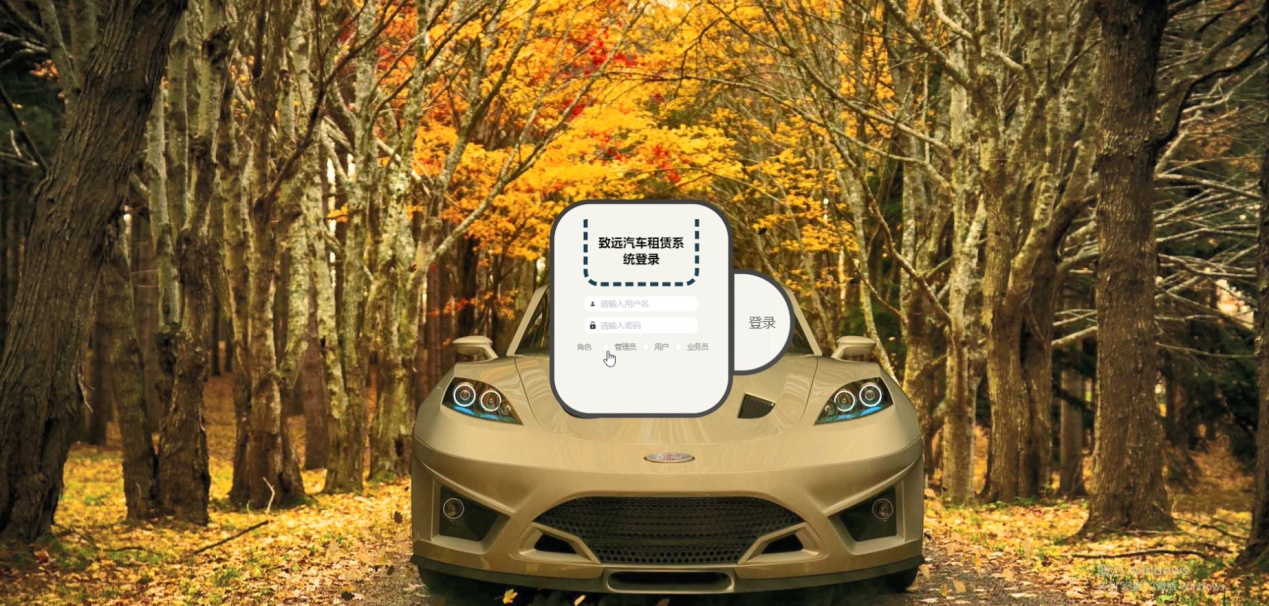 致远汽车租赁系
统登录
请输入用户名
请输入密码
角色 管理员 用户 业务员
登录